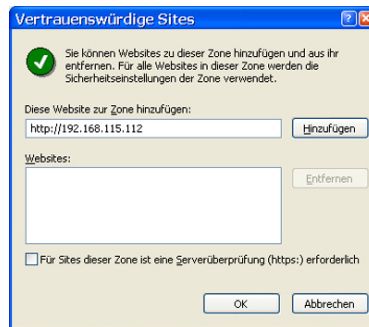 Vertrauenswürdige Sites
Sie können Websites zu dieser Zone hinzufügen und aus ihr
entfernen. Für alle Websites in dieser Zone werden die
Sicherheitseinstellungen der Zone verwendet.
Diese Website zur Zone hinzufügen:
http://192.168.115.112
Hinzufügen
Websites:
Entfernen
Für Sites dieser Zone ist eine Serverüberprüfung (https:) erforderlich
OK
Abbrechen